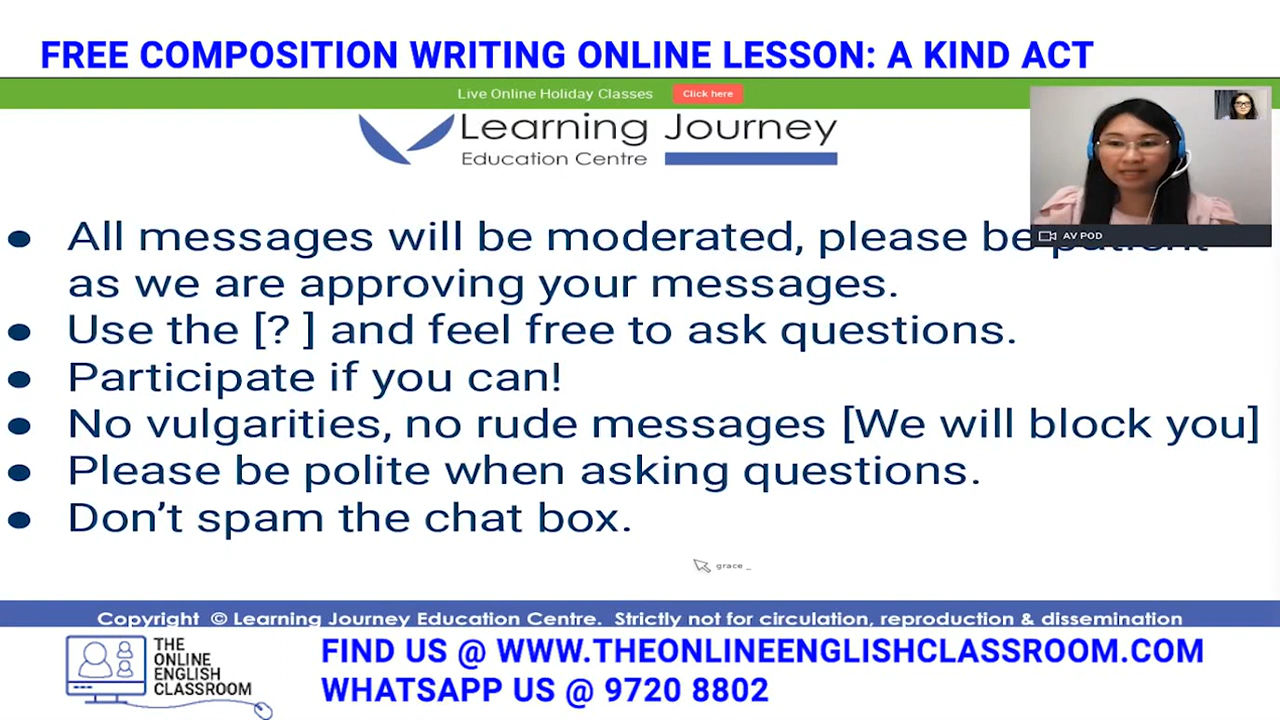 FREE COMPOSITION WRITING ONLINE LESSON: A KIND ACT
Live Online Holiday Classes Click here
Learning Journey
Education Centre
AV POD
● All messages will be moderated, please be patient
as we are approving your messages.
● Use the [? ] and feel free to ask questions.
● Participate if you can!
● No vulgarities, no rude messages [We will block you]
● Please be polite when asking questions.
● Don’t spam the chat box.
grace _
Copyright © Learning Journey Education Centre. Strictly not for circulation, reproduction & dissemination
THE
ONLINE
ENGLISH
CLASSROOM
FIND US @ WWW.THEONLINEENGLISHCLASSROOM.COM
WHATSAPP US @ 9720 8802